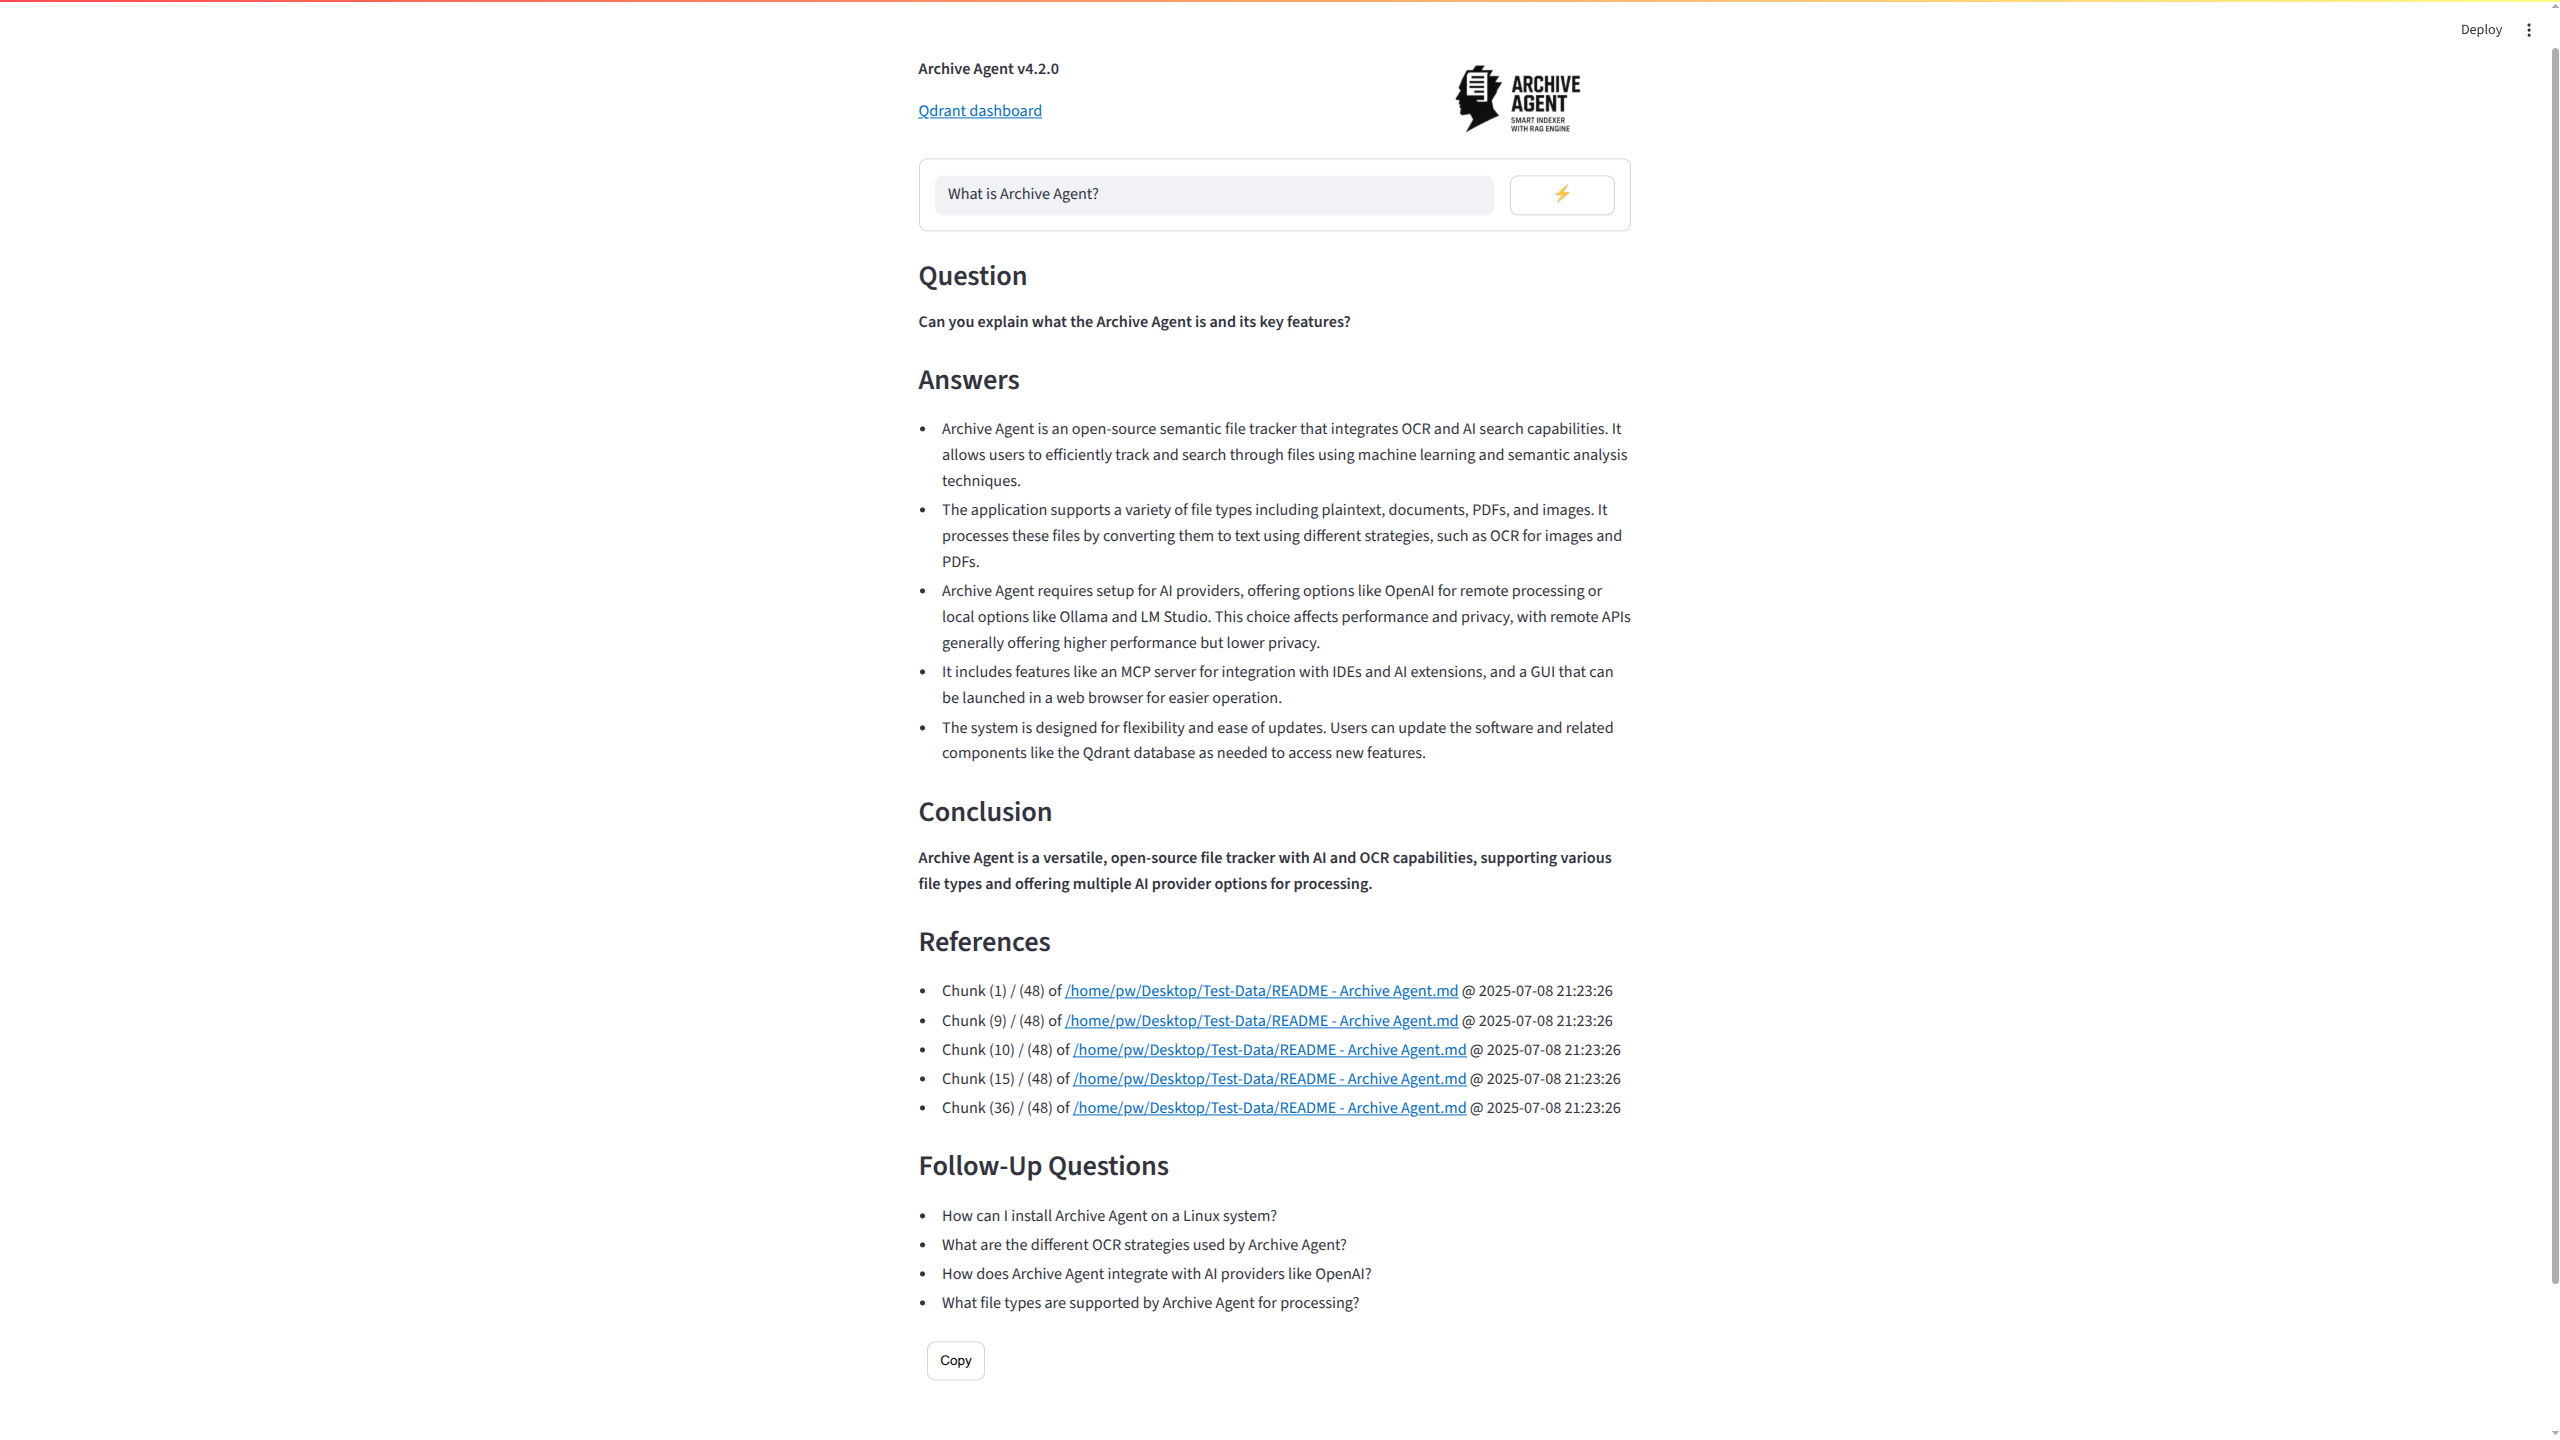 Deploy
Archive Agent v4.2.0
Qdrant dashboard
ARCHIVE
AGENT
SMART INDEXER
WITH RAG ENGINE
What is Archive Agent?
Question
Can you explain what the Archive Agent is and its key features?
Answers
Archive Agent is an open-source semantic file tracker that integrates OCR and AI search capabilities. It
allows users to efficiently track and search through files using machine learning and semantic analysis
techniques.
The application supports a variety of file types including plaintext, documents, PDFs, and images. It
processes these files by converting them to text using different strategies, such as OCR for images and
PDFs.
Archive Agent requires setup for AI providers, offering options like OpenAI for remote processing or
local options like Ollama and LM Studio. This choice affects performance and privacy, with remote APIs
generally offering higher performance but lower privacy.
It includes features like an MCP server for integration with IDEs and AI extensions, and a GUI that can
be launched in a web browser for easier operation.
The system is designed for flexibility and ease of updates. Users can update the software and related
components like the Qdrant database as needed to access new features.
Conclusion
Archive Agent is a versatile, open-source file tracker with AI and OCR capabilities, supporting various
file types and offering multiple AI provider options for processing.
References
Chunk (1) / (48) of /home/pw/Desktop/Test-Data/README - Archive Agent.md @ 2025-07-08 21:23:26
Chunk (9) / (48) of /home/pw/Desktop/Test-Data/README - Archive Agent.md @ 2025-07-08 21:23:26
Chunk (10) / (48) of /home/pw/Desktop/Test-Data/README - Archive Agent.md @ 2025-07-08 21:23:26
Chunk (15) / (48) of /home/pw/Desktop/Test-Data/README - Archive Agent.md @ 2025-07-08 21:23:26
Chunk (36) / (48) of /home/pw/Desktop/Test-Data/README - Archive Agent.md @ 2025-07-08 21:23:26
Follow-Up Questions
How can I install Archive Agent on a Linux system?
What are the different OCR strategies used by Archive Agent?
How does Archive Agent integrate with AI providers like OpenAI?
What file types are supported by Archive Agent for processing?
Copy